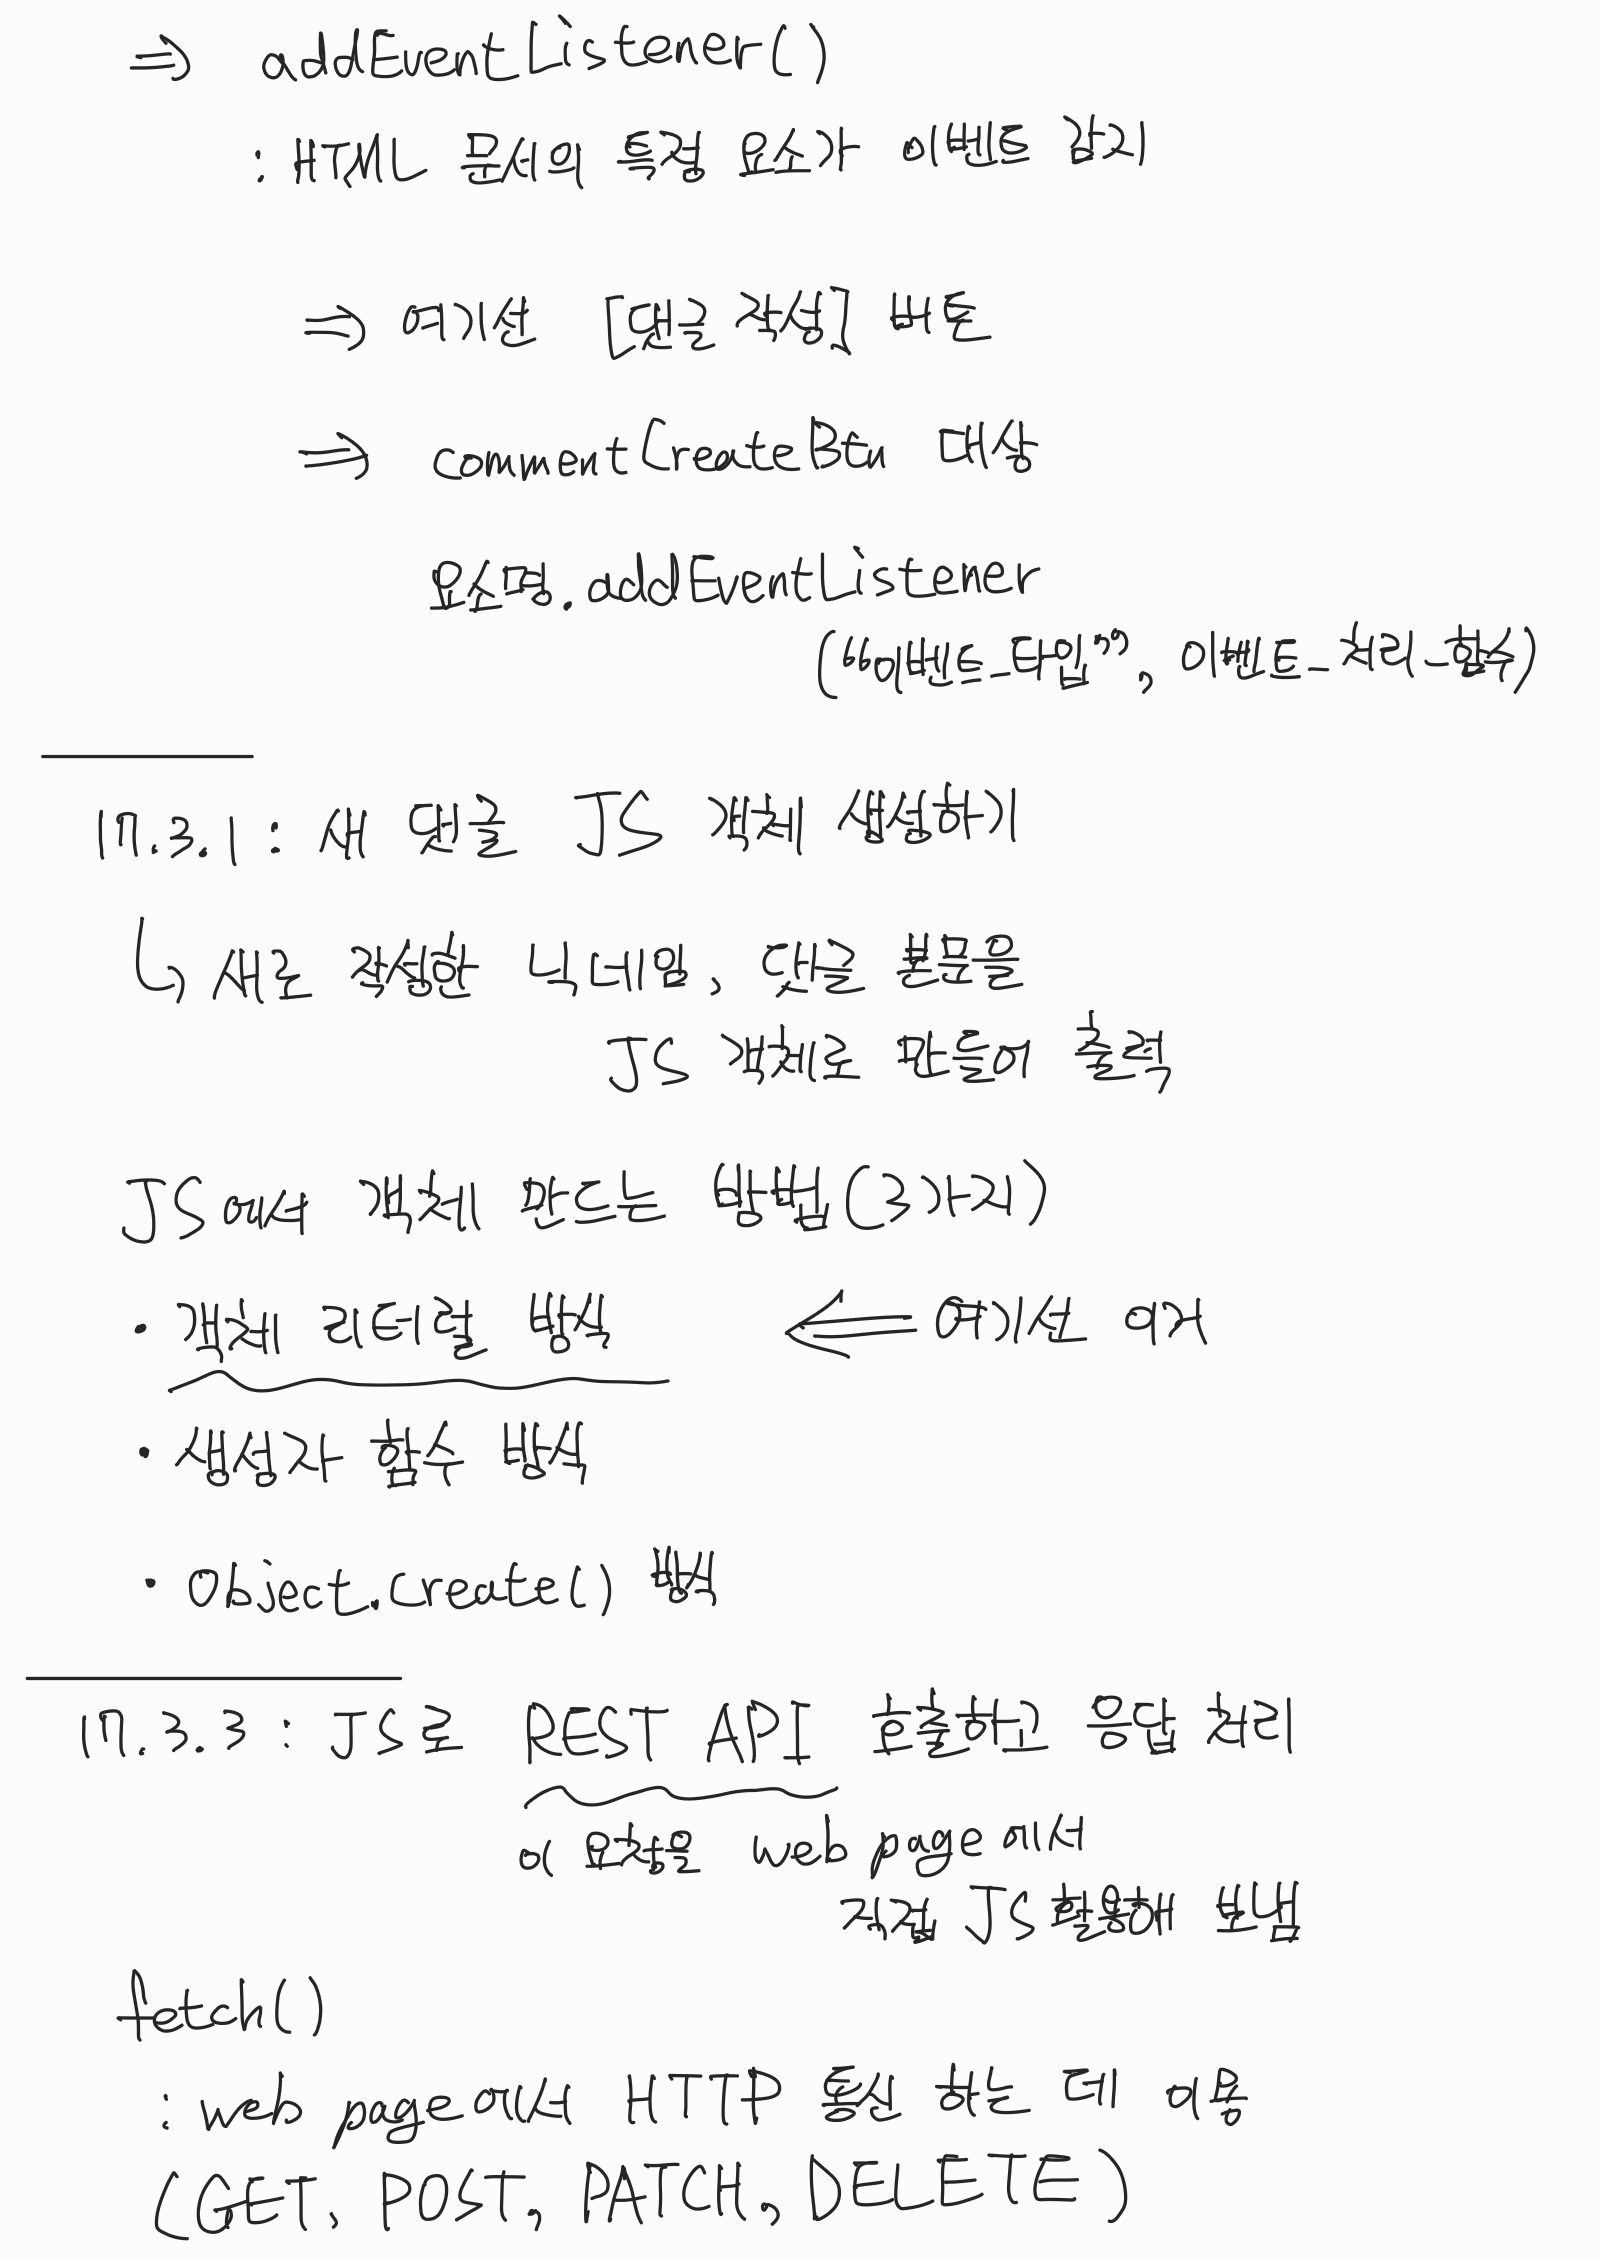 ⇒ addEventListener()
: HTML 문서의 특정 요소가 이벤트 감지
⇒ 여기선 [댓글 작성] 버튼
⇒ commentCreateBtn 대상
요소명.addEventListener
("이벤트_타입", 이벤트_처리_함수)
17.3.1 : 새 댓글 JS 객체 생성하기
↳ 새로 작성한 닉네임, 댓글 본문을
JS 객체로 만들어 출력
JS에서 객체 만드는 방법(3가지)
• 객체 리터럴 방식 ⇐ 여기선 이거
• 생성자 함수 방식
• Object.create() 방식
17.3.3 : JS로 REST API 호출하고 응답 처리
이 요청을 web page에서
직접 JS 활용해 보냄
fetch()
: web page에서 HTTP 통신 하는 데 이용
(GET, POST, PATCH, DELETE)